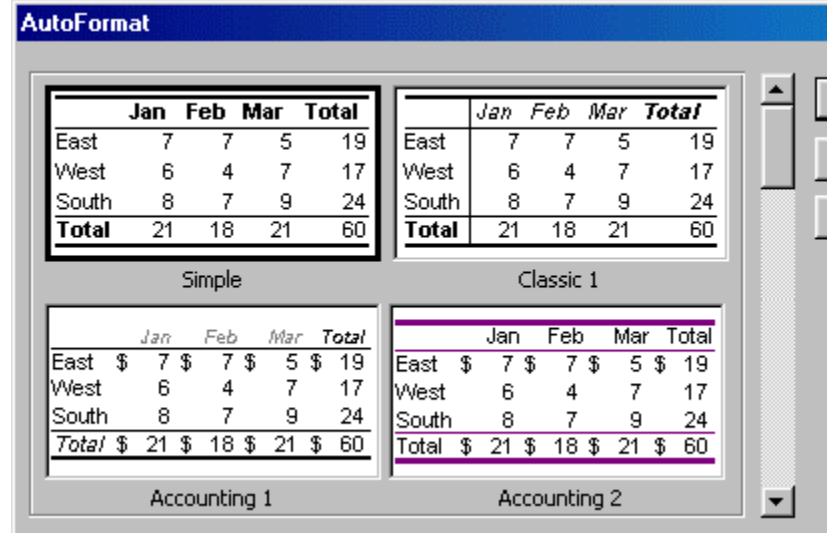 AutoFormat
Jan Feb Mar Total
East 7 7 5 19
West 6 4 7 17
South 8 7 9 24
Total 21 18 21 60
Simple
Jan Feb Mar Total
East 7 7 5 19
West 6 4 7 17
South 8 7 9 24
Total 21 18 21 60
Classic 1
Jan Feb Mar Total
East $ 7 $ 7 $ 5 $ 19
West 6 4 7 17
South 8 7 9 24
Total $ 21 $ 18 $ 21 $ 60
Accounting 1
Jan Feb Mar Total
East $ 7 $ 7 $ 5 $ 19
West 6 4 7 17
South 8 7 9 24
Total $ 21 $ 18 $ 21 $ 60
Accounting 2